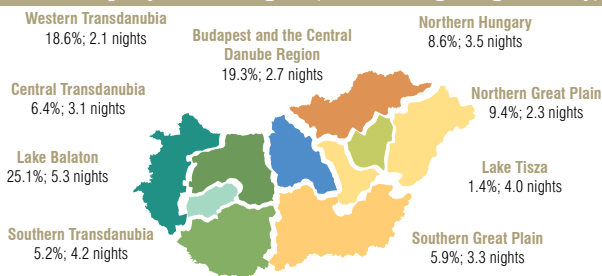 Western Transdanubia
18.6%; 2.1 nights
Budapest and the Central
Danube Region
19.3%; 2.7 nights
Northern Hungary
8.6%; 3.5 nights
Central Transdanubia
6.4%; 3.1 nights
Northern Great Plain
9.4%; 2.3 nights
Lake Balaton
25.1%; 5.3 nights
Lake Tisza
1.4%; 4.0 nights
Southern Transdanubia
5.2%; 4.2 nights
Southern Great Plain
5.9%; 3.3 nights